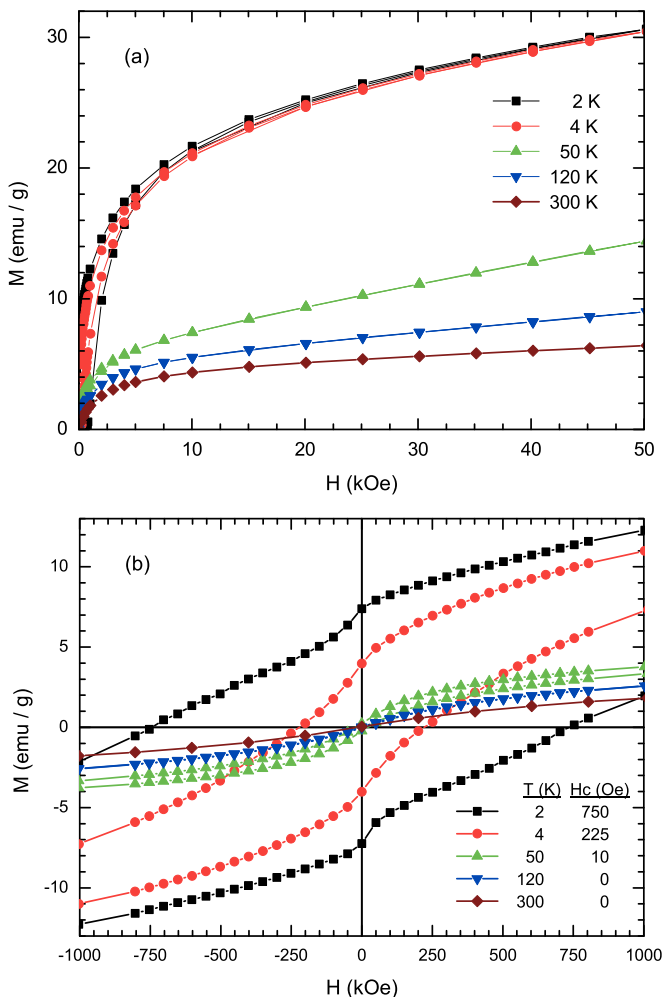 (a)
30
20
10
0
M (emu / g)
2 K
4 K
50 K
120 K
300 K
0 10 20 30 40 50
H (kOe)
(b)
10
5
0
-5
-10
M (emu / g)
T (K) Hc (Oe)
2 750
4 225
50 10
120 0
300 0
-1000 -750 -500 -250 0 250 500 750 1000
H (kOe)